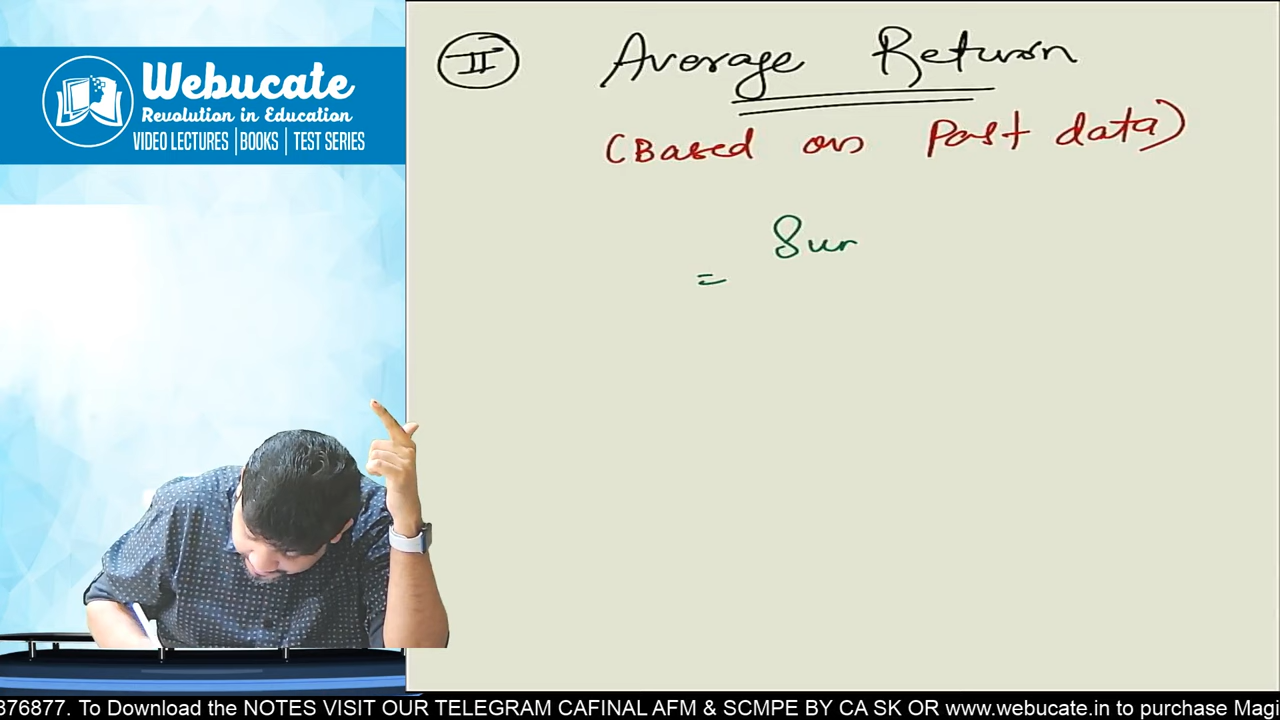 Webucate
Revolution in Education
VIDEO LECTURES | BOOKS | TEST SERIES
II Average Return
(Based on Past data)
= Sum
376877. To Download the NOTES VISIT OUR TELEGRAM CAFINAL AFM & SCMPE BY CA SK OR www.webucate.in to purchase Magi